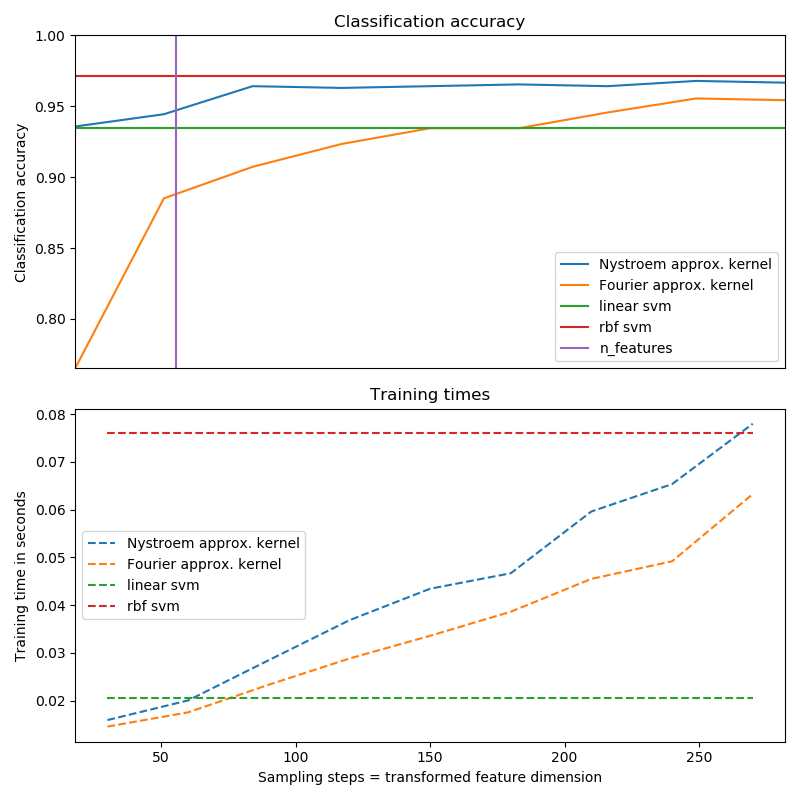 Classification accuracy
1.00
0.95
0.90
0.85
0.80
Classification accuracy
Nystroem approx. kernel
Fourier approx. kernel
linear svm
rbf svm
n_features
Training times
0.08
0.07
0.06
0.05
0.04
0.03
0.02
Training time in seconds
Nystroem approx. kernel
Fourier approx. kernel
linear svm
rbf svm
50 100 150 200 250
Sampling steps = transformed feature dimension